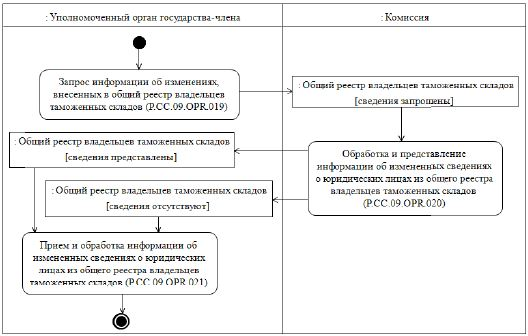 : Уполномоченный орган государства-члена
: Комиссия
Запрос информации об изменениях,
внесенных в общий реестр владельцев
таможенных складов (P.CC.09.OPR.019)
: Общий реестр владельцев таможенных складов
[сведения запрошены]
: Общий реестр владельцев таможенных складов
[сведения представлены]
Обработка и представление
информации об измененных сведениях
о юридических лицах из общего реестра
владельцев таможенных складов
(P.CC.09.OPR.020)
: Общий реестр владельцев таможенных складов
[сведения отсутствуют]
Прием и обработка информации об
измененных сведениях о юридических
лицах из общего реестра владельцев
таможенных складов (P.CC.09.OPR.021)